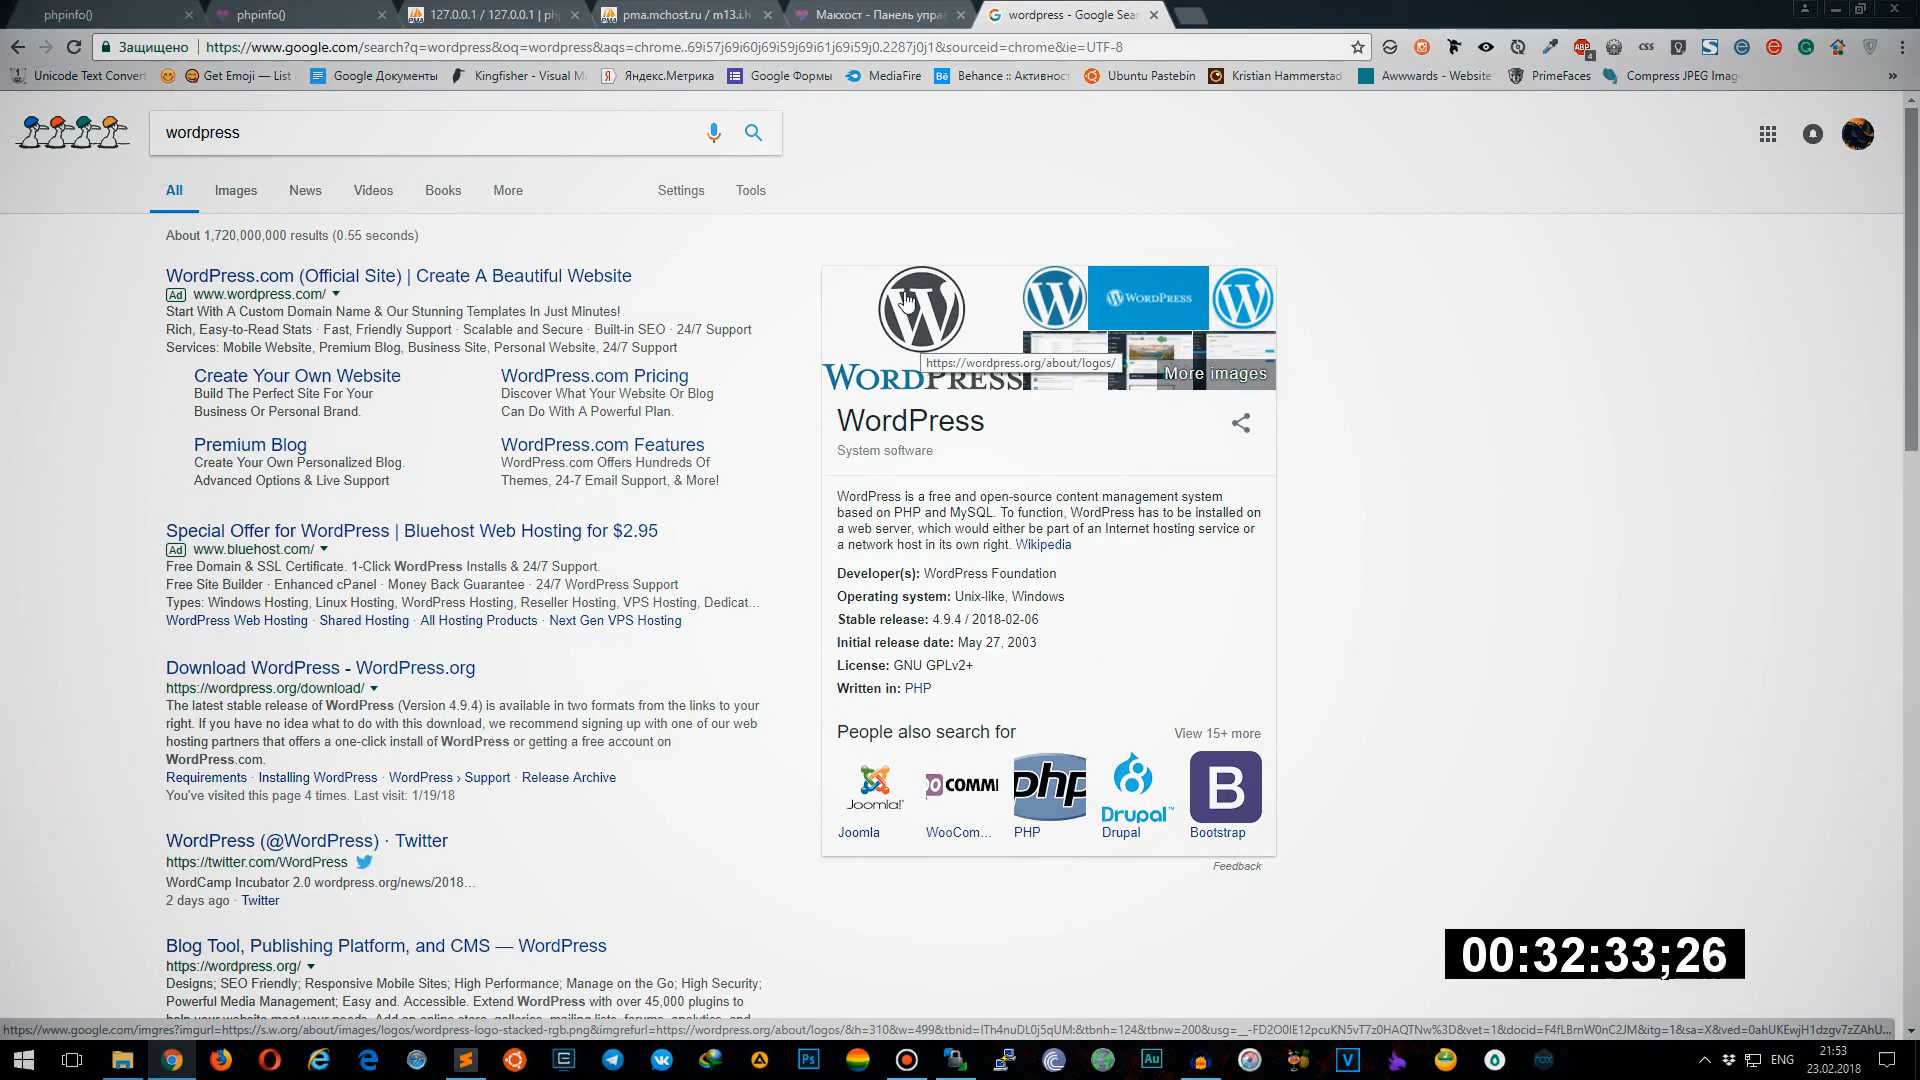 phpinfo()
phpinfo()
127.0.0.1 / 127.0.0.1 | ph
pma.mchost.ru / m13.i.h
Макхост - Панель упра
wordpress - Google Sear
Защищено
https://www.google.com/search?q=wordpress&oq=wordpress&aqs=chrome..69i57j69i60j69i59j69i61j69i59j0.2287j0j1&sourceid=chrome&ie=UTF-8
Unicode Text Convert
Get Emoji — List
Google Документы
Kingfisher - Visual M
Яндекс.Метрика
Google Формы
MediaFire
Behance :: Активност
Ubuntu Pastebin
Kristian Hammerstad
Awwwards - Website
PrimeFaces
Compress JPEG Imag
wordpress
All
Images
News
Videos
Books
More
Settings
Tools
About 1,720,000,000 results (0.55 seconds)
WordPress.com (Official Site) | Create A Beautiful Website
Ad www.wordpress.com/
Start With A Custom Domain Name & Our Stunning Templates In Just Minutes!
Rich, Easy-to-Read Stats · Fast, Friendly Support · Scalable and Secure · Built-in SEO · 24/7 Support
Services: Mobile Website, Premium Blog, Business Site, Personal Website, 24/7 Support
Create Your Own Website
Build The Perfect Site For Your
Business Or Personal Brand.
WordPress.com Pricing
Discover What Your Website Or Blog
Can Do With A Powerful Plan.
Premium Blog
Create Your Own Personalized Blog.
Advanced Options & Live Support
WordPress.com Features
WordPress.com Offers Hundreds Of
Themes, 24-7 Email Support, & More!
Special Offer for WordPress | Bluehost Web Hosting for $2.95
Ad www.bluehost.com/
Free Domain & SSL Certificate. 1-Click WordPress Installs & 24/7 Support.
Free Site Builder · Enhanced cPanel · Money Back Guarantee · 24/7 WordPress Support
Types: Windows Hosting, Linux Hosting, WordPress Hosting, Reseller Hosting, VPS Hosting, Dedicat…
WordPress Web Hosting · Shared Hosting · All Hosting Products · Next Gen VPS Hosting
Download WordPress - WordPress.org
https://wordpress.org/download/
The latest stable release of WordPress (Version 4.9.4) is available in two formats from the links to your
right. If you have no idea what to do with this download, we recommend signing up with one of our web
hosting partners that offers a one-click install of WordPress or getting a free account on
WordPress.com.
Requirements · Installing WordPress · WordPress › Support · Release Archive
You've visited this page 4 times. Last visit: 1/19/18
WordPress (@WordPress) · Twitter
https://twitter.com/WordPress
WordCamp Incubator 2.0 wordpress.org/news/2018…
2 days ago · Twitter
Blog Tool, Publishing Platform, and CMS — WordPress
https://wordpress.org/
Designs; SEO Friendly; Responsive Mobile Sites; High Performance; Manage on the Go; High Security;
Powerful Media Management; Easy and. Accessible. Extend WordPress with over 45,000 plugins to
WORDPRESS
WORDPRESS
https://wordpress.org/about/logos/
More images
WordPress
System software
WordPress is a free and open-source content management system
based on PHP and MySQL. To function, WordPress has to be installed on
a web server, which would either be part of an Internet hosting service or
a network host in its own right. Wikipedia
Developer(s): WordPress Foundation
Operating system: Unix-like, Windows
Stable release: 4.9.4 / 2018-02-06
Initial release date: May 27, 2003
License: GNU GPLv2+
Written in: PHP
People also search for
View 15+ more
Joomla!
COMM
php
Drupal™
B
Joomla
WooCom...
PHP
Drupal
Bootstrap
Feedback
00:32:33;26
ENG
21:53
23.02.2018